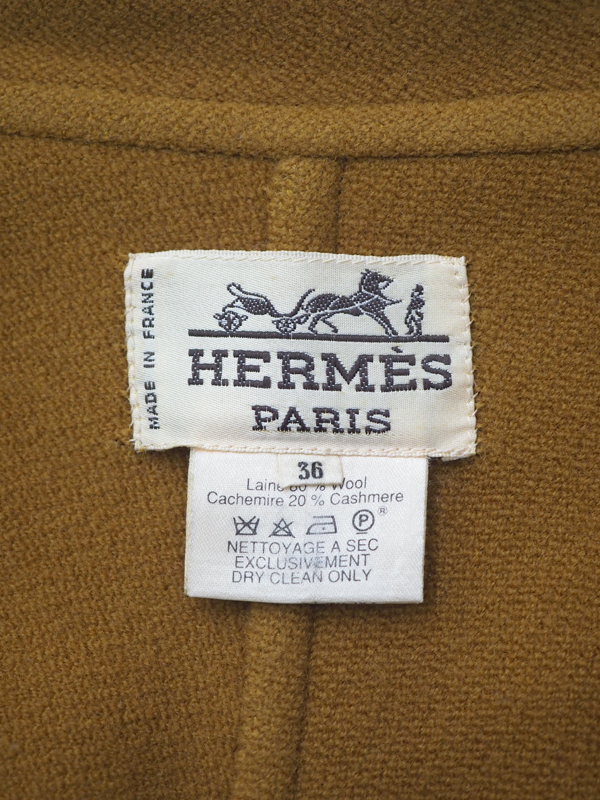 MADE IN FRANCE
HERMÈS
PARIS
36
Laine 80 % Wool
Cachemire 20 % Cashmere
P
®
NETTOYAGE A SEC
EXCLUSIVEMENT
DRY CLEAN ONLY